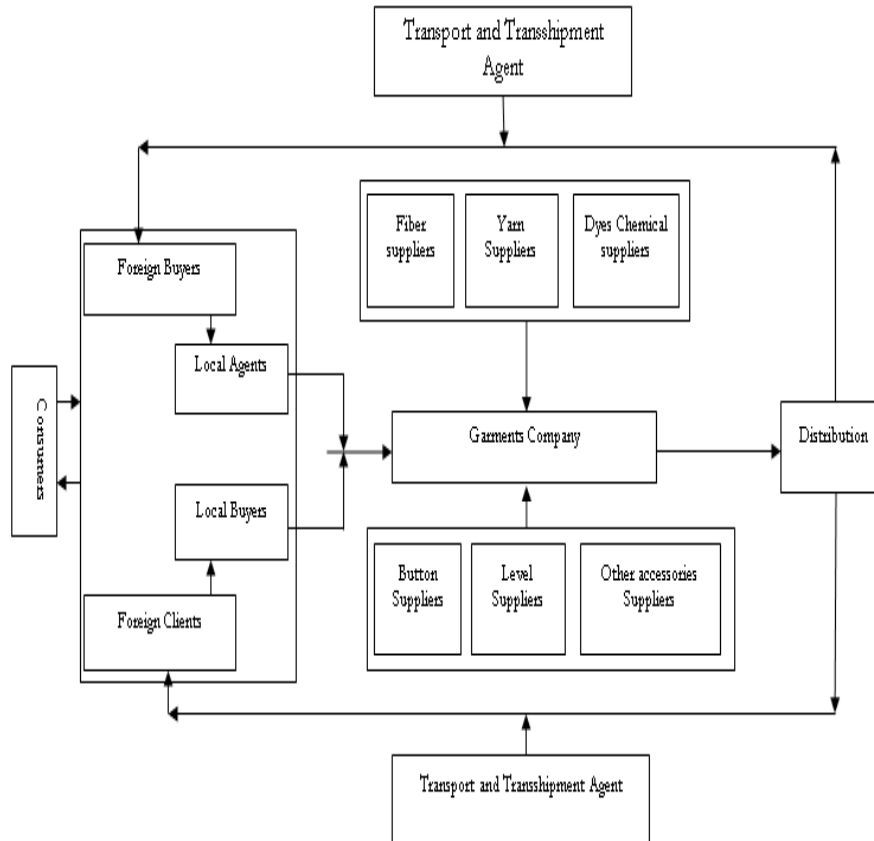 Transport and Transshipment
Agent
Fiber
suppliers
Yarn
Suppliers
Dyes Chemical
suppliers
Foreign Buyers
Local Agents
Consumers
Garments Company
Distribution
Local Buyers
Button
Suppliers
Level
Suppliers
Other accessories
Suppliers
Foreign Clients
Transport and Transshipment Agent